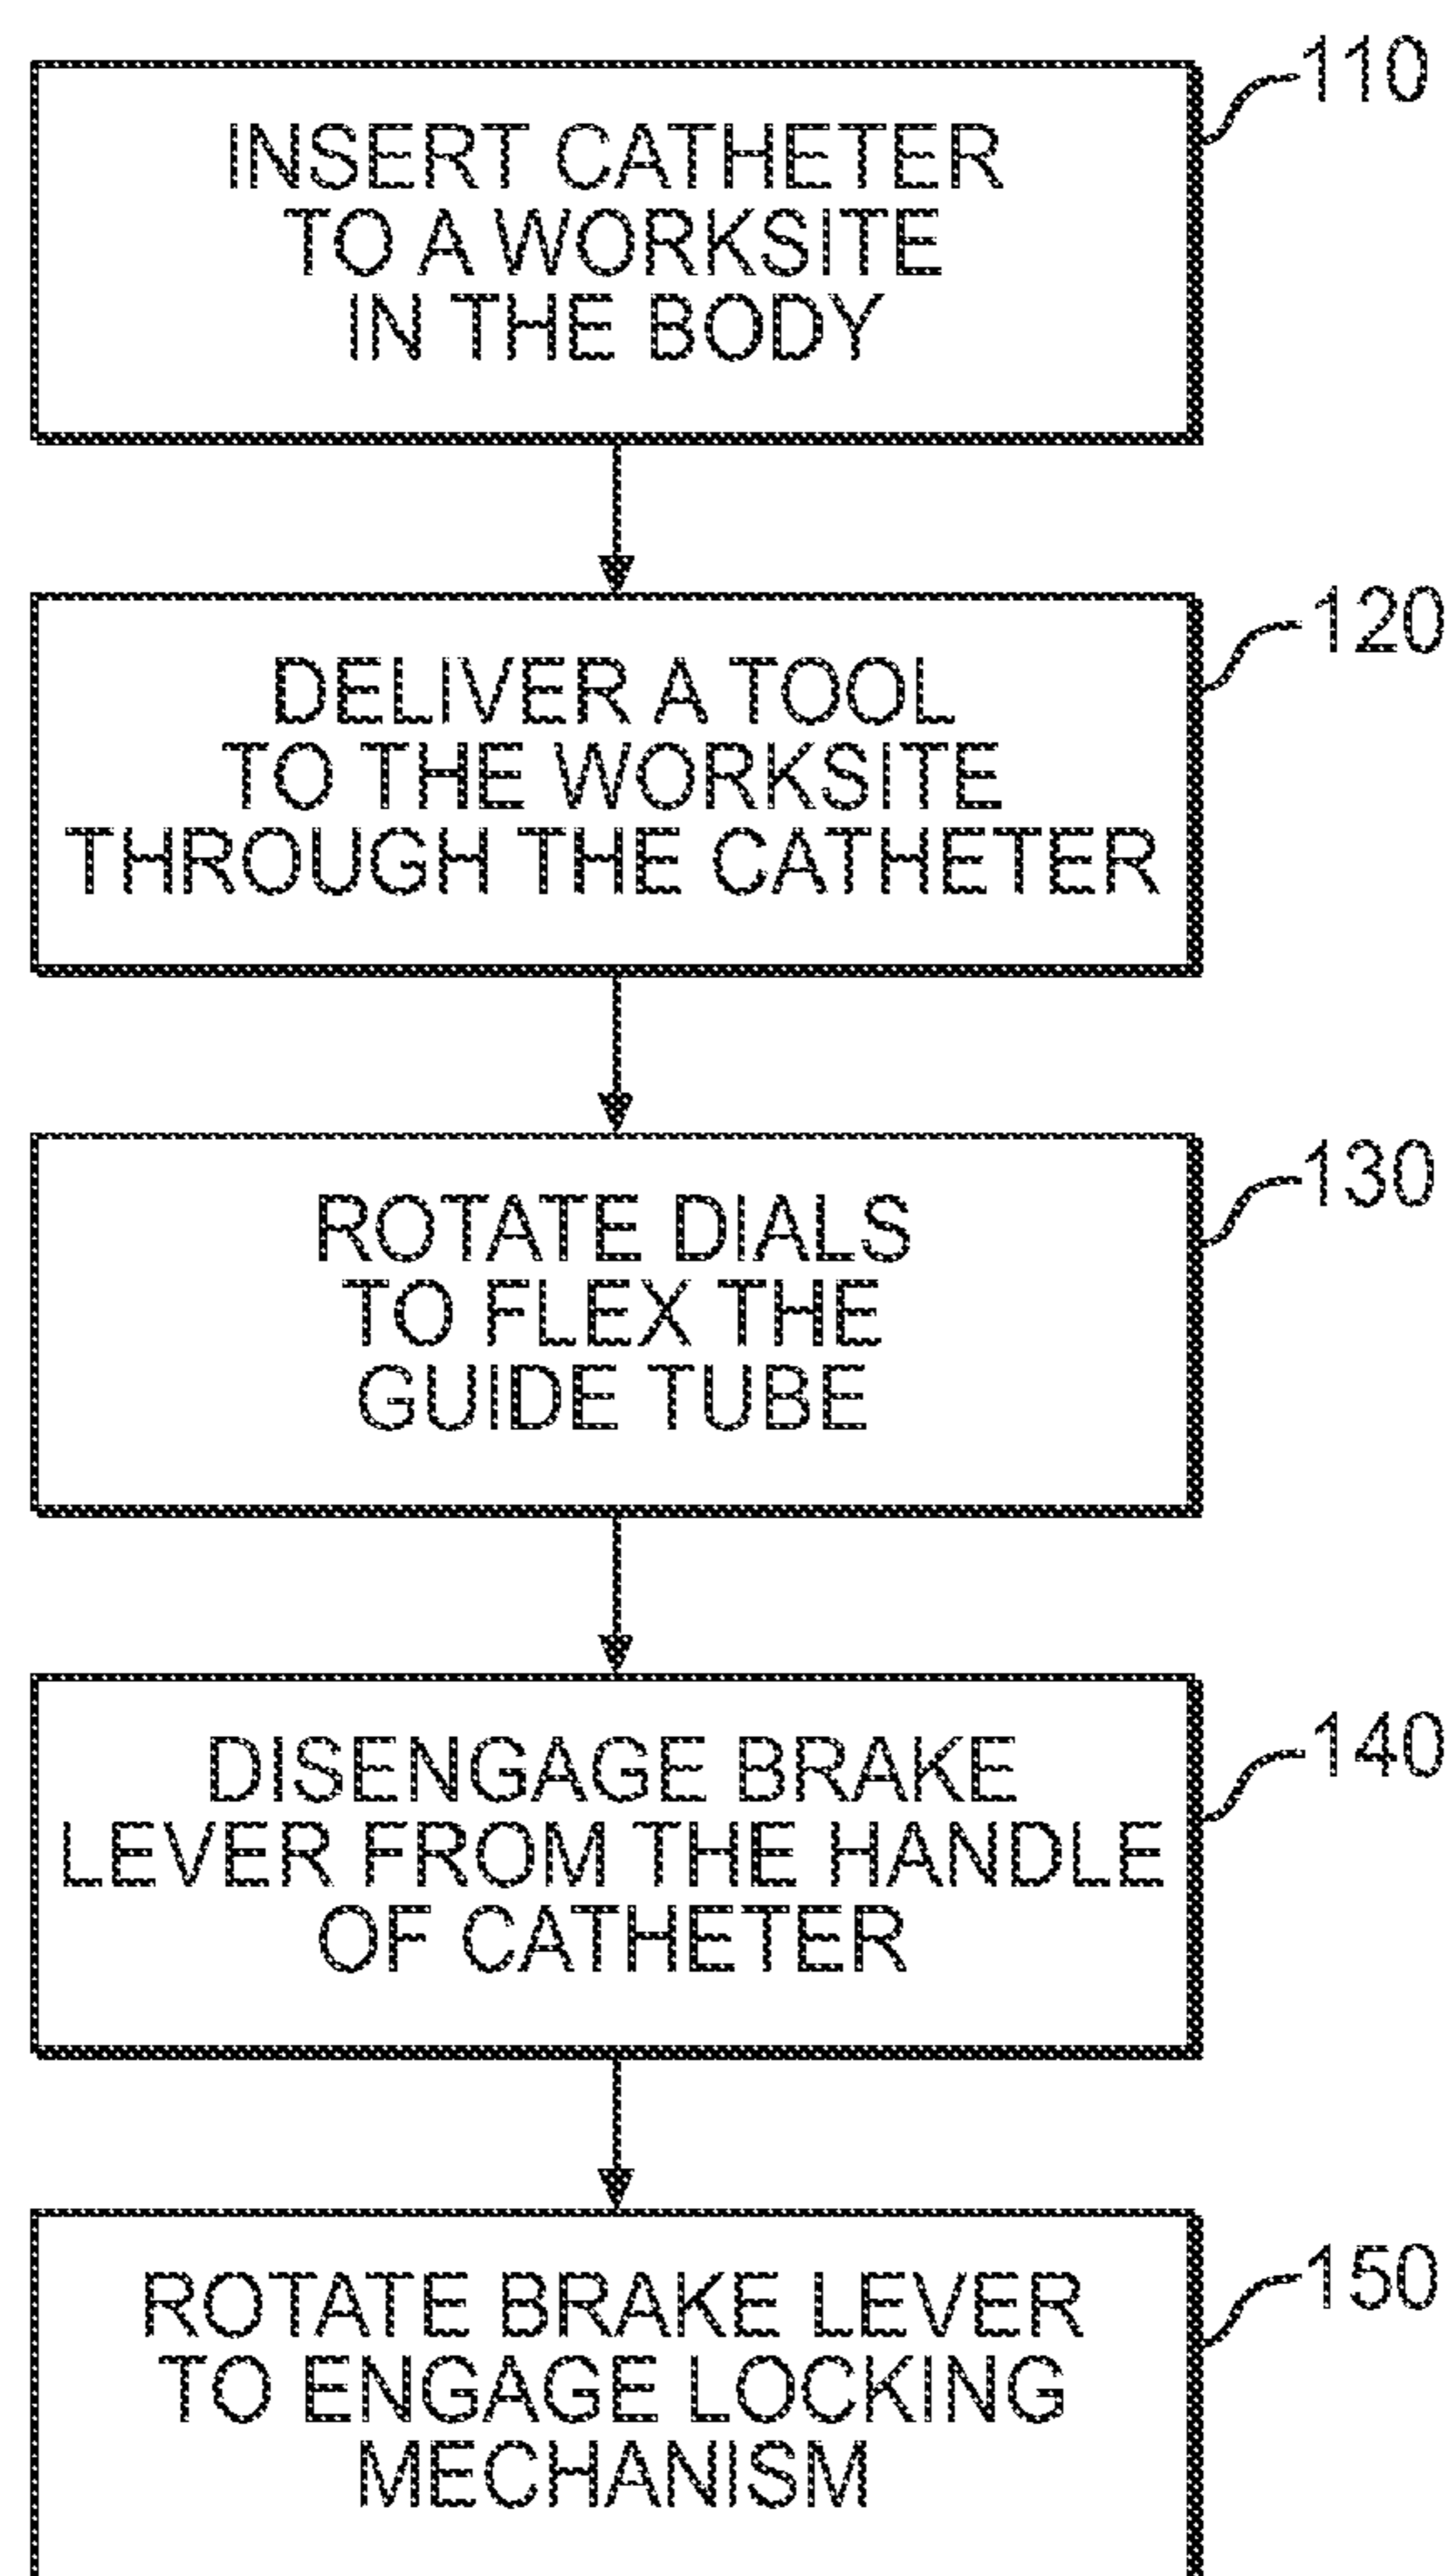 110
INSERT CATHETER
TO A WORKSITE
IN THE BODY
120
DELIVER A TOOL
TO THE WORKSITE
THROUGH THE CATHETER
130
ROTATE DIALS
TO FLEX THE
GUIDE TUBE
140
DISENGAGE BRAKE
LEVER FROM THE HANDLE
OF CATHETER
150
ROTATE BRAKE LEVER
TO ENGAGE LOCKING
MECHANISM